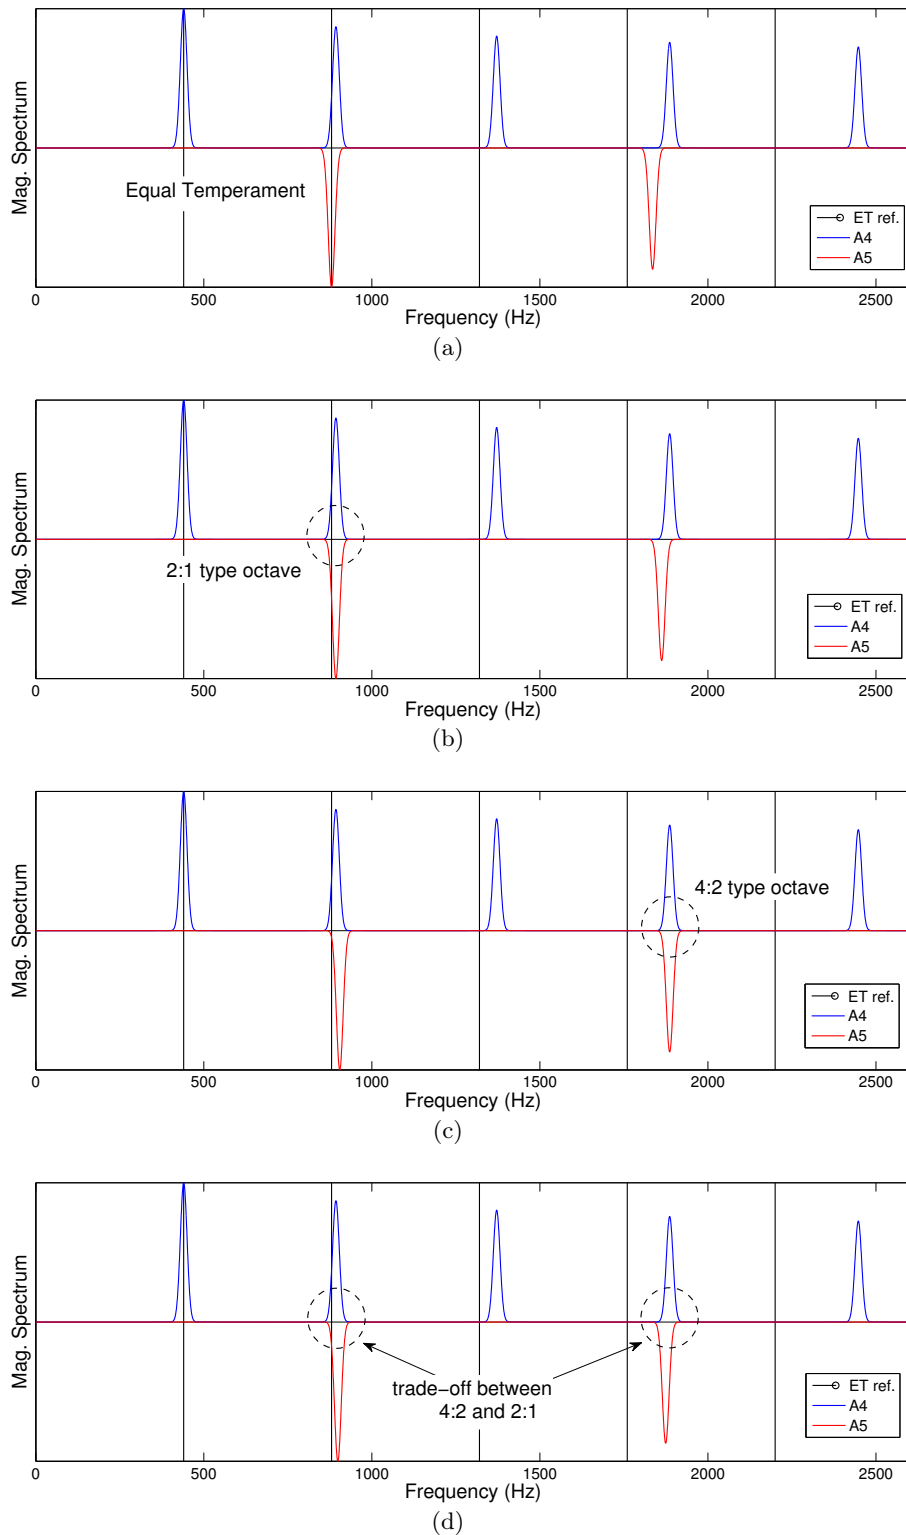 Mag. Spectrum
Equal Temperament
ET ref.
A4
A5
0
500
1000
1500
2000
2500
Frequency (Hz)
(a)
Mag. Spectrum
2:1 type octave
ET ref.
A4
A5
0
500
1000
1500
2000
2500
Frequency (Hz)
(b)
Mag. Spectrum
4:2 type octave
ET ref.
A4
A5
0
500
1000
1500
2000
2500
Frequency (Hz)
(c)
Mag. Spectrum
trade−off between
4:2 and 2:1
ET ref.
A4
A5
0
500
1000
1500
2000
2500
Frequency (Hz)
(d)